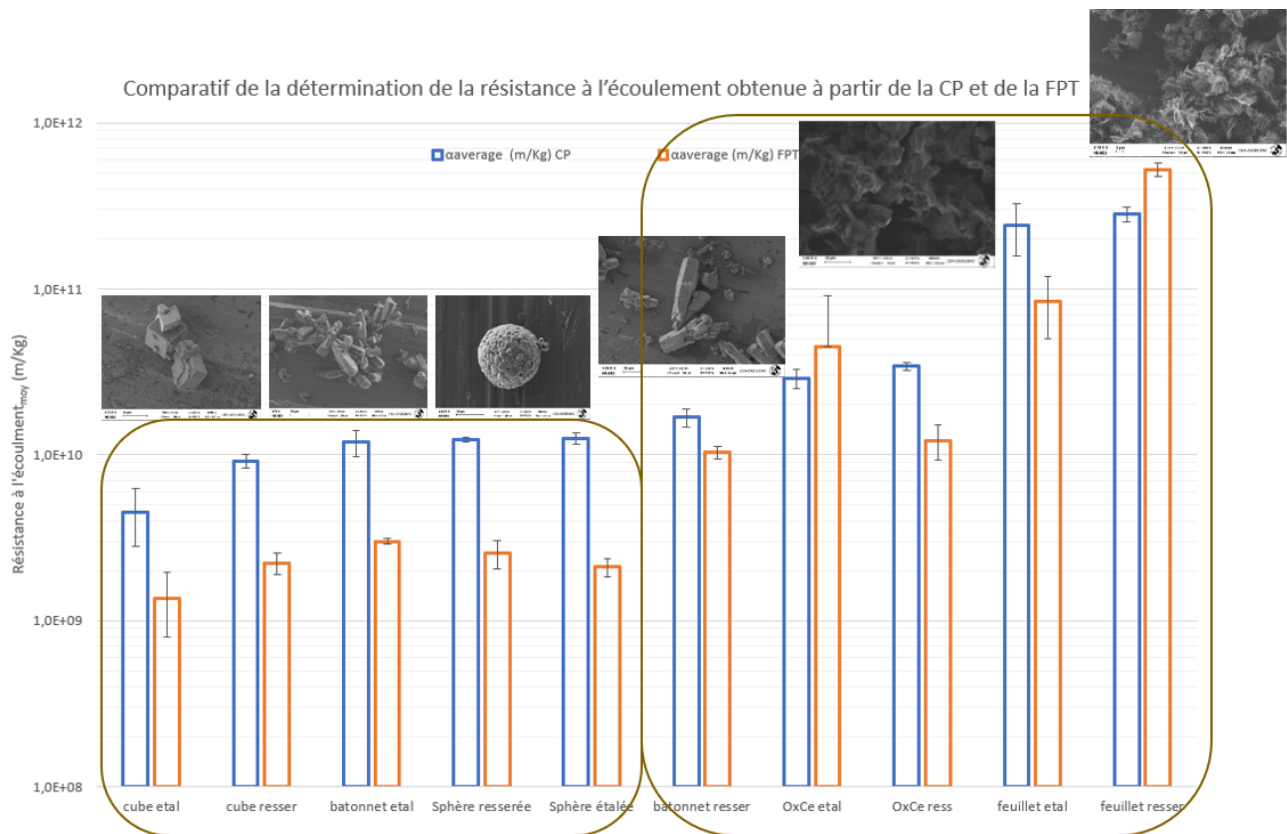 Comparatif de la détermination de la résistance à l'écoulement obtenue à partir de la CP et de la FPT
αaverage (m/Kg) CP
αaverage (m/Kg) FPT
Résistance à l'écoulment moy (m/Kg)
1,0E+12
1,0E+11
1,0E+10
1,0E+09
1,0E+08
cube etal
cube resser
batonnet etal
Sphère resserée
Sphère étalée
batonnet resser
OxCe etal
OxCe ress
feuillet etal
feuillet resser